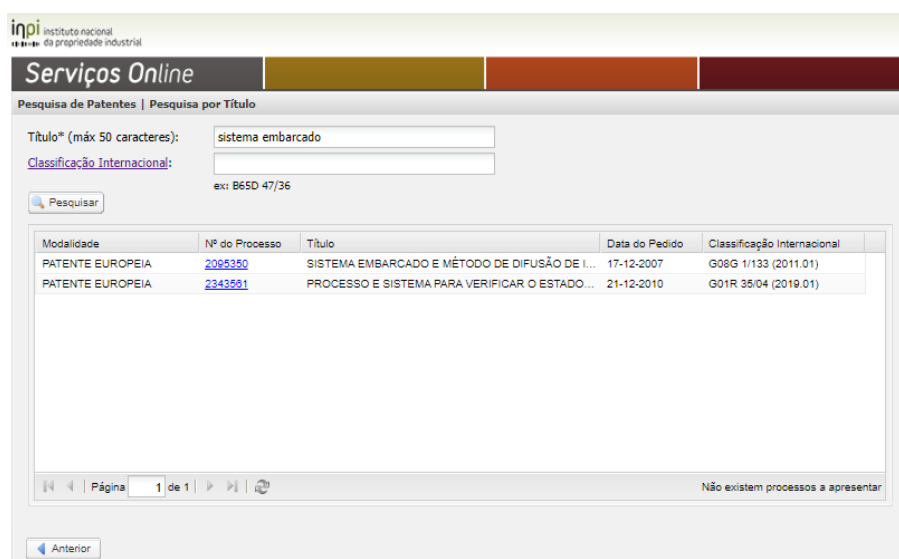 inpi instituto nacional
da propriedade industrial
Serviços Online
Pesquisa de Patentes | Pesquisa por Título
Título* (máx 50 caracteres): sistema embarcado
Classificação Internacional:
ex: B65D 47/36
Pesquisar
Modalidade Nº do Processo Título Data do Pedido Classificação Internacional
PATENTE EUROPEIA 2095350 SISTEMA EMBARCADO E MÉTODO DE DIFUSÃO DE I... 17-12-2007 G08G 1/133 (2011.01)
PATENTE EUROPEIA 2343561 PROCESSO E SISTEMA PARA VERIFICAR O ESTADO... 21-12-2010 G01R 35/04 (2019.01)
Página 1 de 1 Não existem processos a apresentar
Anterior